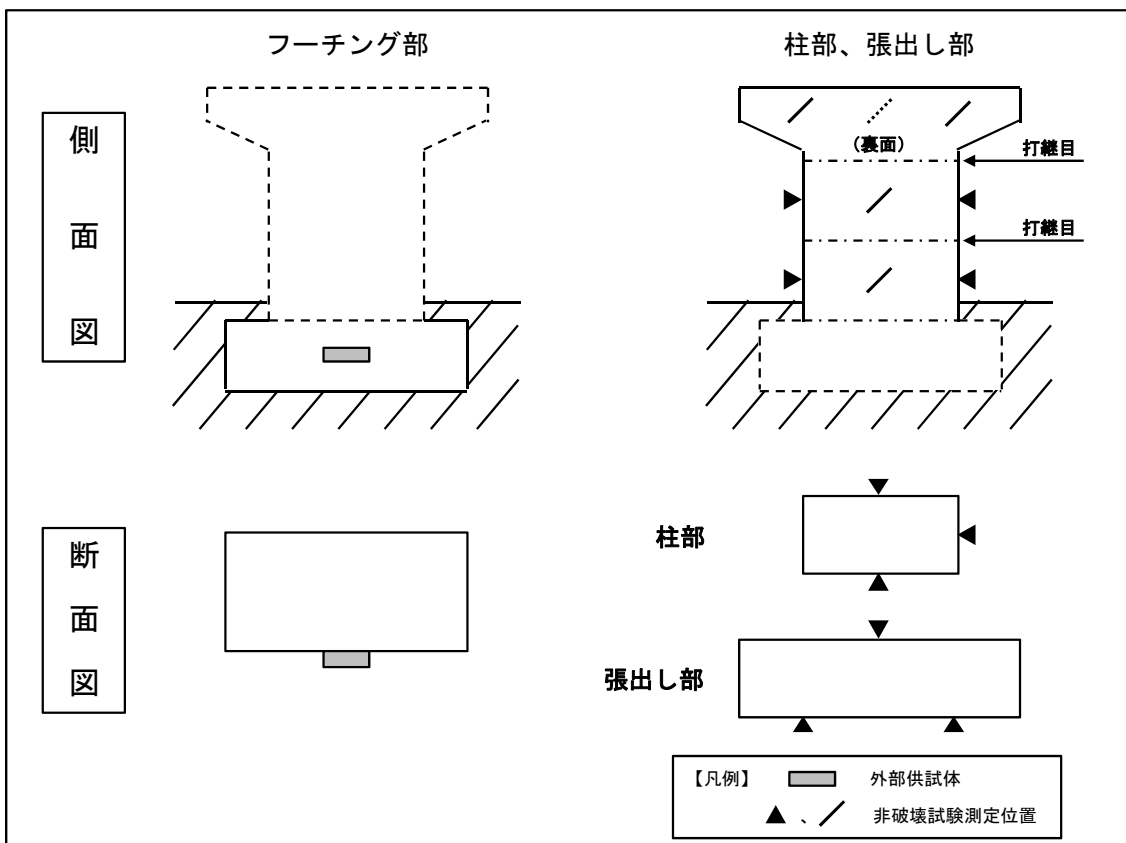 フーチング部
柱部、張出し部
側面図
(裏面)
打継目
打継目
断面図
柱部
張出し部
【凡例】
外部供試体
▲、/
非破壊試験測定位置